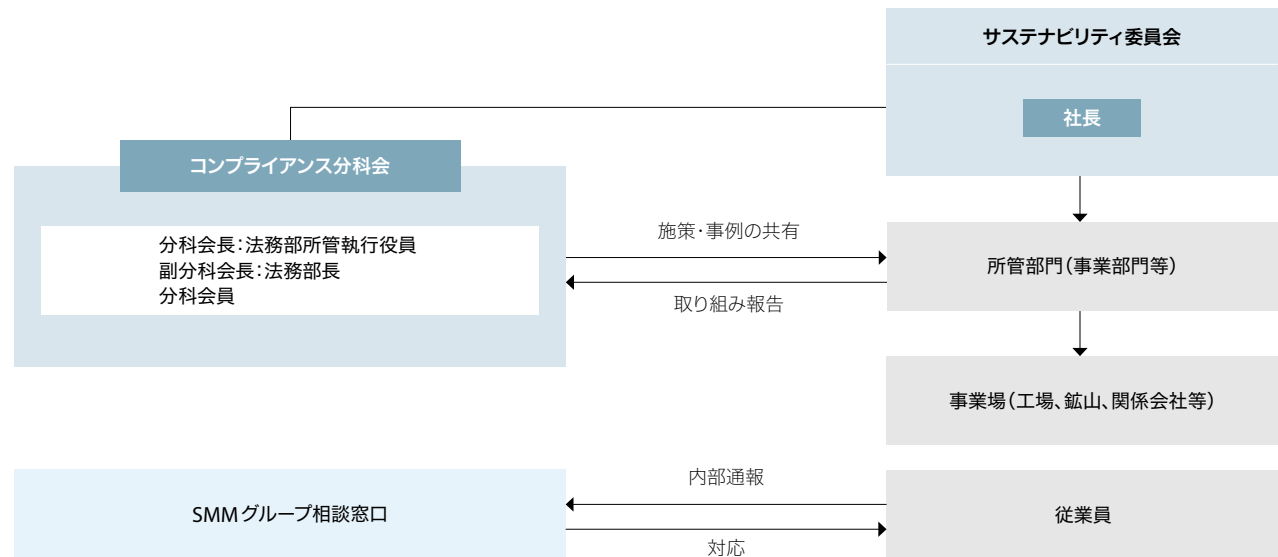 サステナビリティ委員会
社長
コンプライアンス分科会
分科会長：法務部所管執行役員
副分科会長：法務部長
分科会員
施策・事例の共有
取り組み報告
所管部門（事業部門等）
事業場（工場、鉱山、関係会社等）
SMMグループ相談窓口
内部通報
対応
従業員